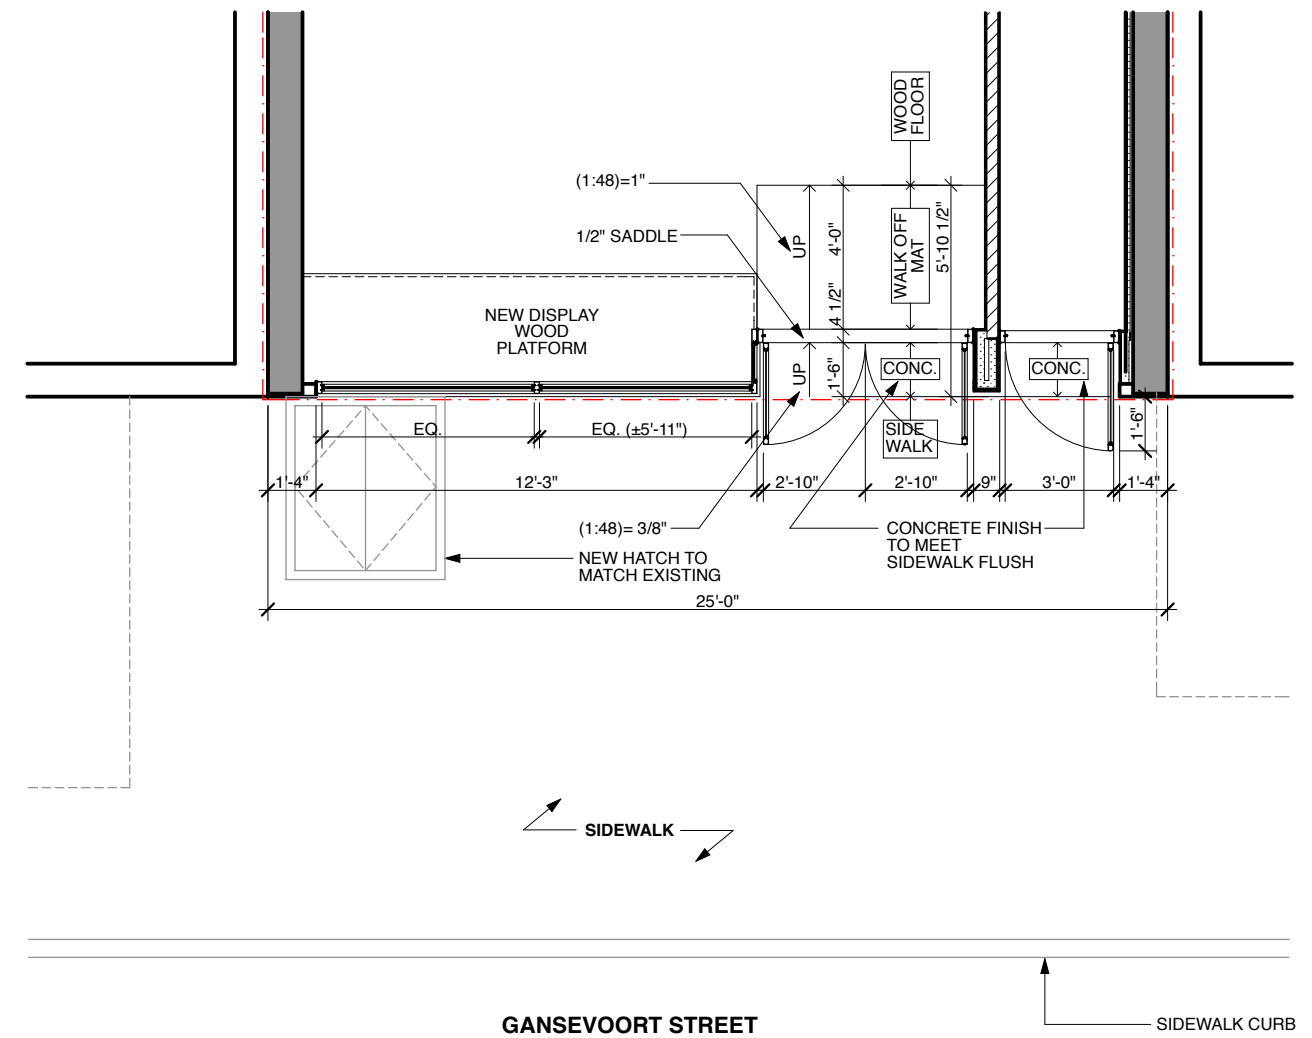 WOOD
FLOOR
(1:48)=1"
UP
4'-0"
WALK OFF
MAT
5'-10 1/2"
1/2" SADDLE
4 1/2"
NEW DISPLAY
WOOD
PLATFORM
UP
1'-6"
CONC.
CONC.
EQ.
EQ. (±5'-11")
SIDE
WALK
1'-6"
1'-4"
12'-3"
2'-10"
2'-10"
9"
3'-0"
1'-4"
(1:48)= 3/8"
CONCRETE FINISH
TO MEET
SIDEWALK FLUSH
NEW HATCH TO
MATCH EXISTING
25'-0"
SIDEWALK
GANSEVOORT STREET
SIDEWALK CURB